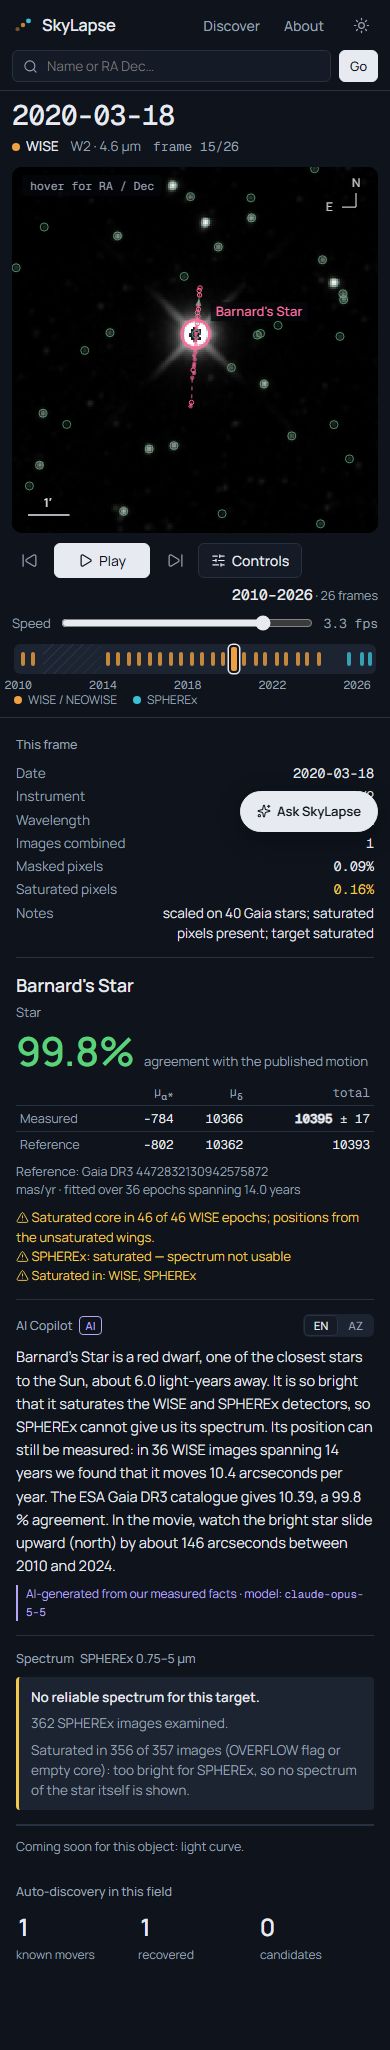 SkyLapse Discover About
Name or RA Dec... Go
2020-03-18
WISE W2 · 4.6 µm frame 15/26
hover for RA / Dec
N
E
Barnard's Star
1′
Play Controls
2010–2026 · 26 frames
Speed 3.3 fps
2010 2014 2018 2022 2026
WISE / NEOWISE SPHEREx
This frame
Date 2020-03-18
Instrument
Wavelength
Ask SkyLapse
Images combined 1
Masked pixels 0.09%
Saturated pixels 0.16%
Notes scaled on 40 Gaia stars; saturated
pixels present; target saturated
Barnard's Star
Star
99.8% agreement with the published motion
µα* µδ total
Measured -784 10366 10395 ± 17
Reference -802 10362 10393
Reference: Gaia DR3 4472832130942575872
mas/yr · fitted over 36 epochs spanning 14.0 years
⚠ Saturated core in 46 of 46 WISE epochs; positions from
the unsaturated wings.
⚠ SPHEREx: saturated — spectrum not usable
⚠ Saturated in: WISE, SPHEREx
AI Copilot AI EN AZ
Barnard's Star is a red dwarf, one of the closest stars
to the Sun, about 6.0 light-years away. It is so bright
that it saturates the WISE and SPHEREx detectors, so
SPHEREx cannot give us its spectrum. Its position can
still be measured: in 36 WISE images spanning 14
years we found that it moves 10.4 arcseconds per
year. The ESA Gaia DR3 catalogue gives 10.39, a 99.8
% agreement. In the movie, watch the bright star slide
upward (north) by about 146 arcseconds between
2010 and 2024.
AI-generated from our measured facts · model: claude-opus-
5-5
Spectrum SPHEREx 0.75–5 µm
No reliable spectrum for this target.
362 SPHEREx images examined.
Saturated in 356 of 357 images (OVERFLOW flag or
empty core): too bright for SPHEREx, so no spectrum
of the star itself is shown.
Coming soon for this object: light curve.
Auto-discovery in this field
1 1 0
known movers recovered candidates